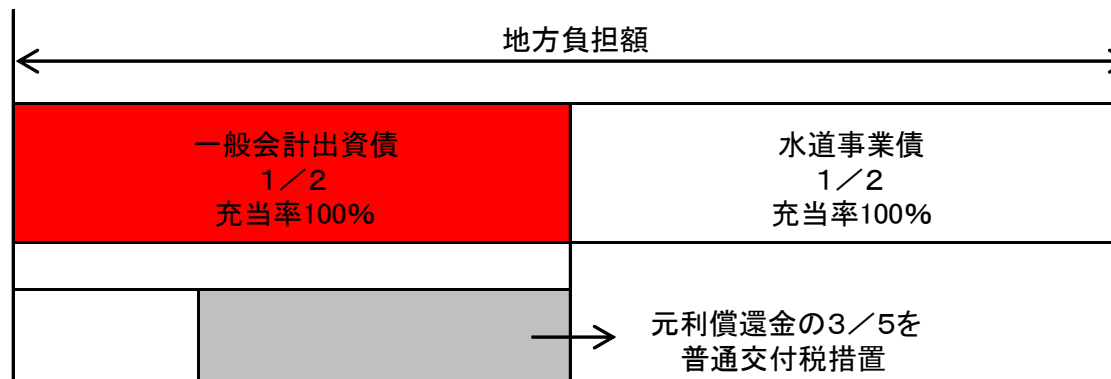 地方負担額
一般会計出資債
１／２
充当率100%
水道事業債
１／２
充当率100%
元利償還金の３／５を
普通交付税措置